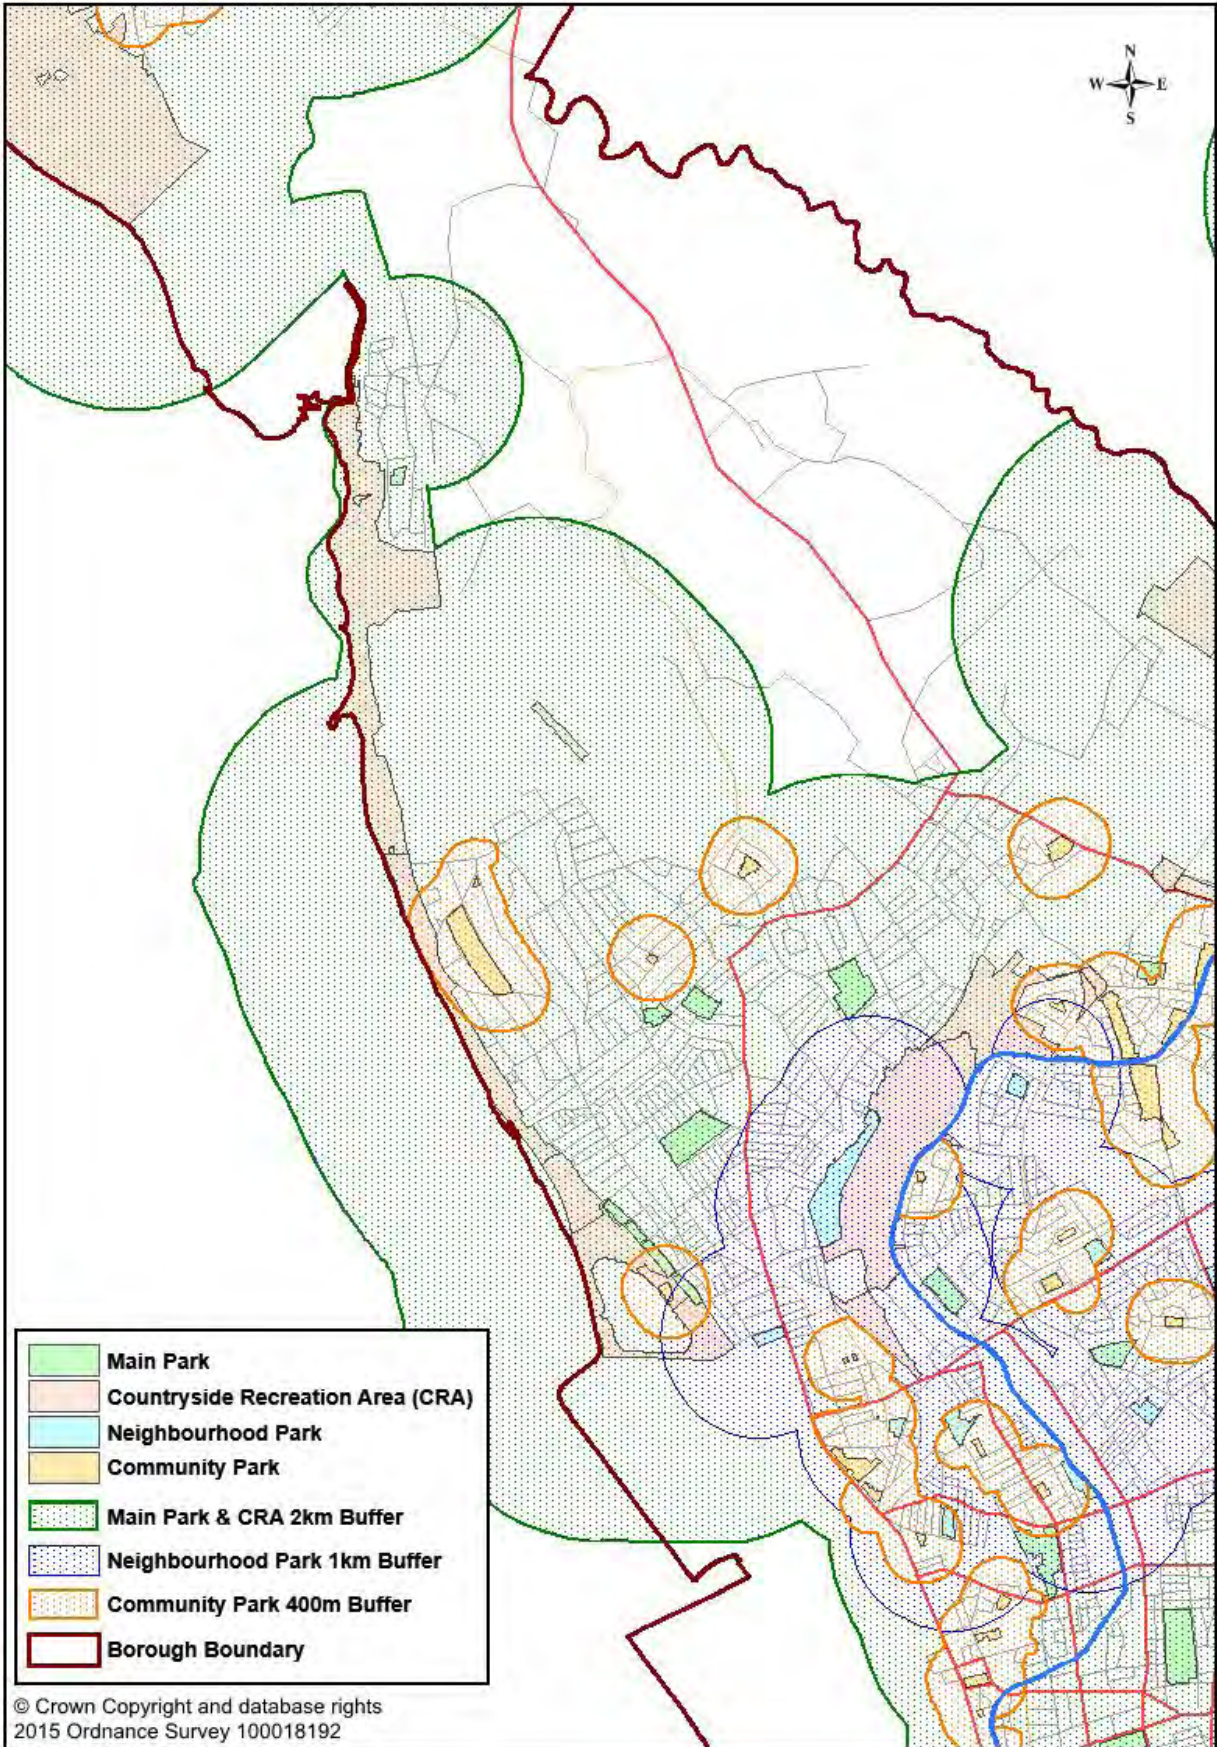 N
W E
S
Main Park
Countryside Recreation Area (CRA)
Neighbourhood Park
Community Park
Main Park & CRA 2km Buffer
Neighbourhood Park 1km Buffer
Community Park 400m Buffer
Borough Boundary
© Crown Copyright and database rights
2015 Ordnance Survey 100018192